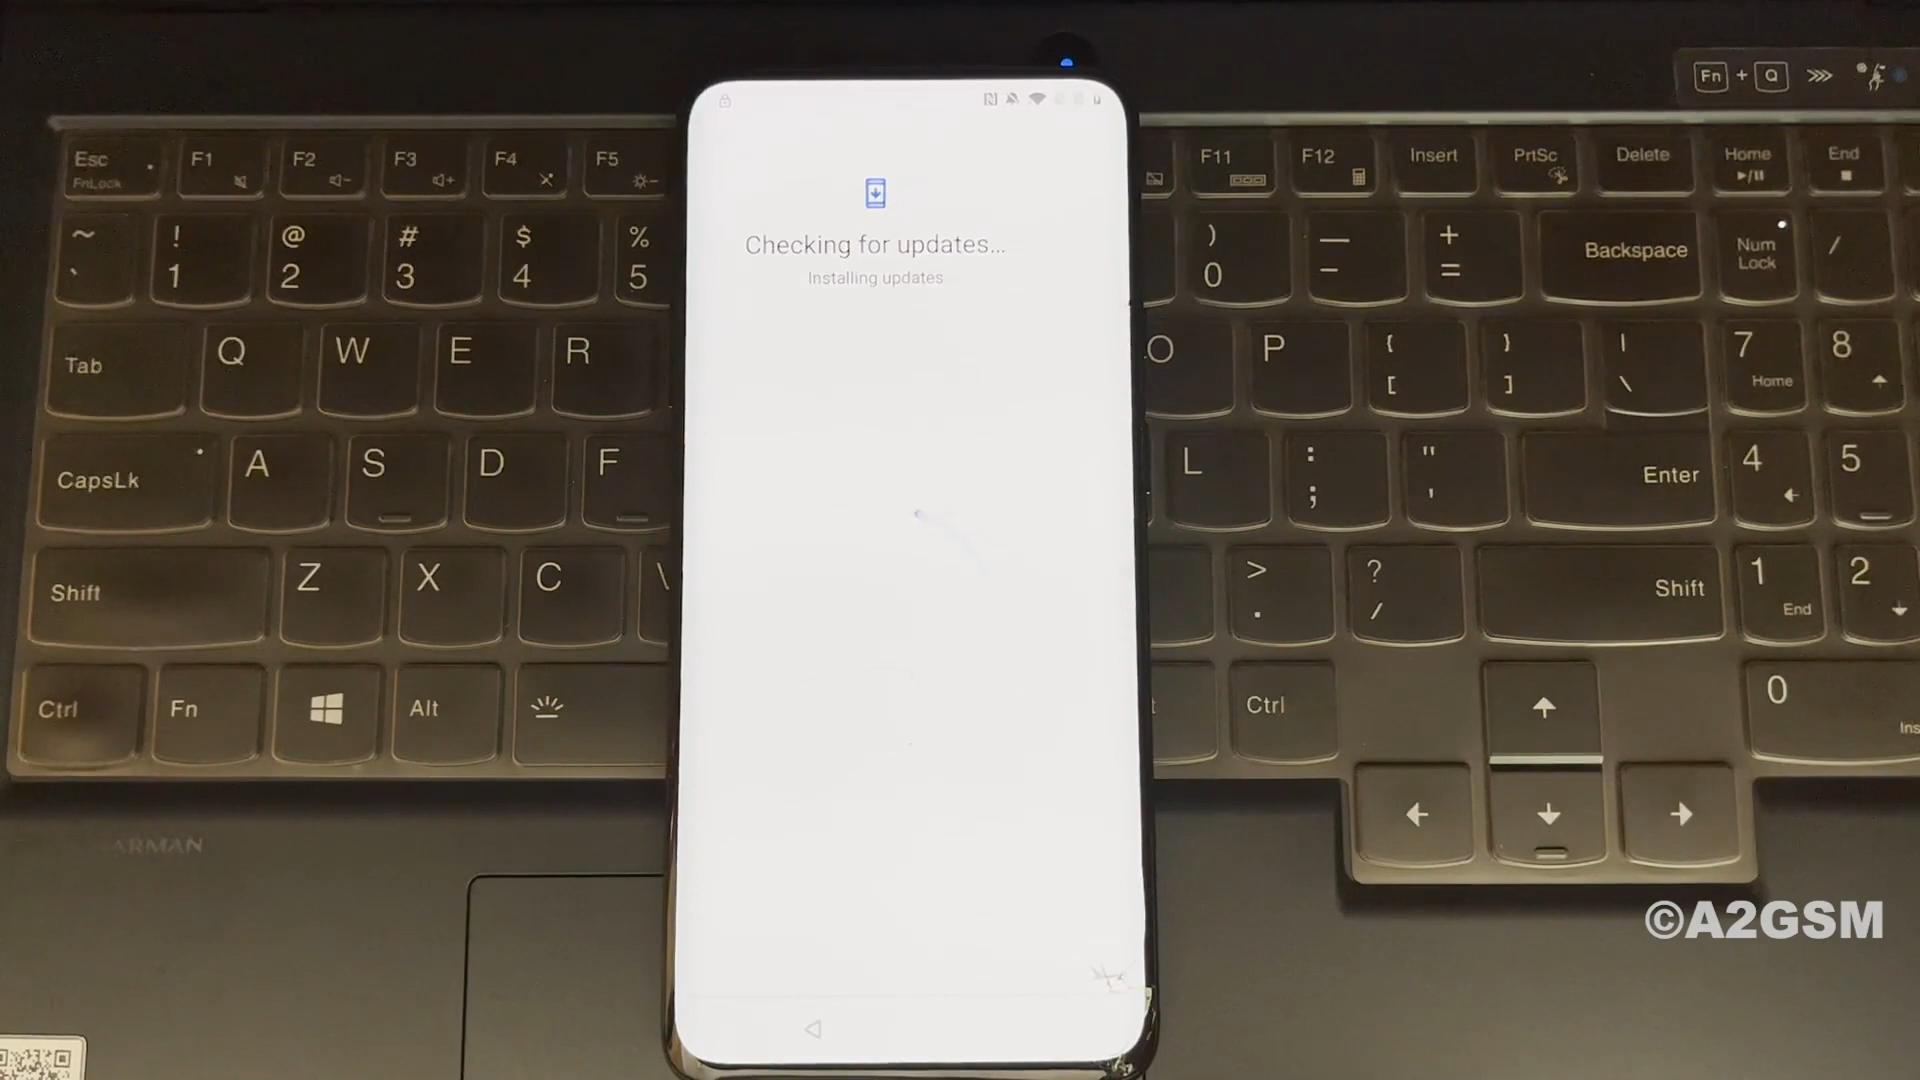 Fn + Q
Esc
FnLock
F1
F2
F3
F4
F5
F11
F12
Insert
PrtSc
Delete
Home
End
~
`
!
1
@
2
#
3
$
4
%
5
)
0
—
-
+
=
Backspace
Num
Lock
/
Checking for updates...
Installing updates
Tab
Q
W
E
R
O
P
{
[
}
]
|
\
7
Home
8
CapsLk
A
S
D
F
L
:
;
"
'
Enter
4
5
Shift
Z
X
C
>
.
?
/
Shift
1
End
2
Ctrl
Fn
Alt
Ctrl
0
Ins
ARMAN
©A2GSM